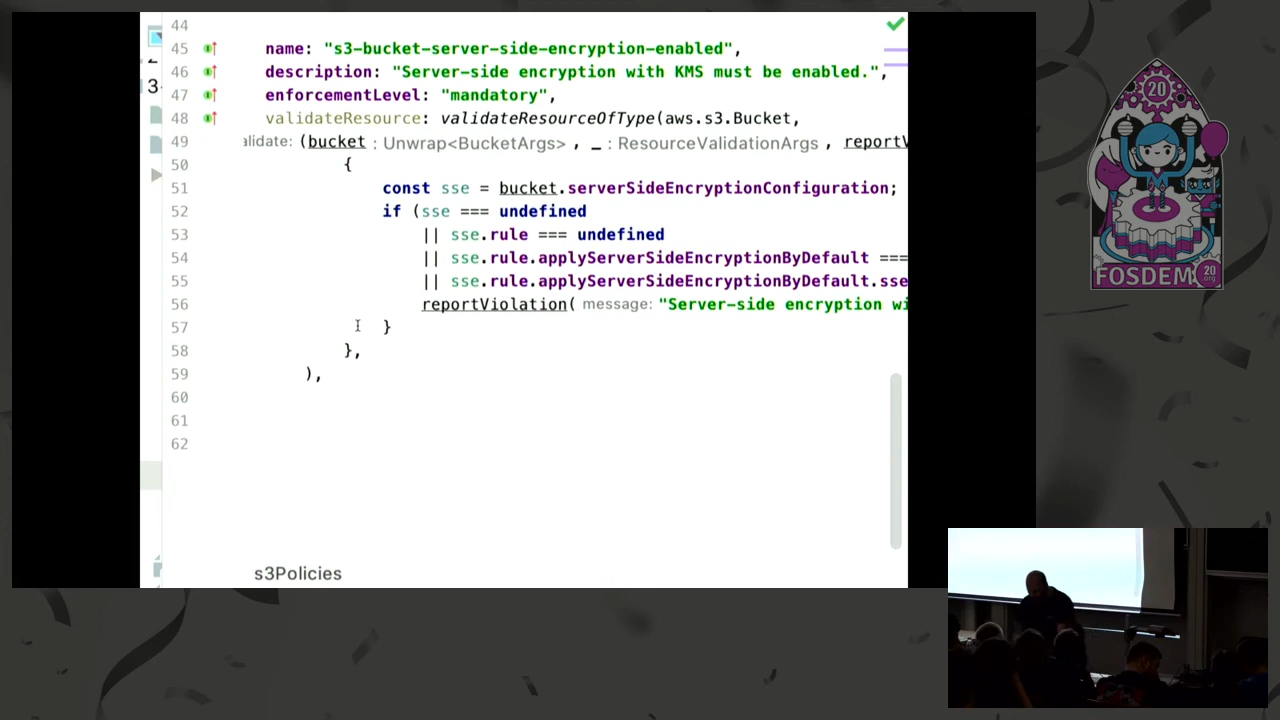 44
45 name: "s3-bucket-server-side-encryption-enabled",
46 description: "Server-side encryption with KMS must be enabled.",
47 enforcementLevel: "mandatory",
48 validateResource: validateResourceOfType(aws.s3.Bucket,
49 alidate: (bucket : Unwrap<BucketArgs> , _ : ResourceValidationArgs , reportV
50 {
51 const sse = bucket.serverSideEncryptionConfiguration;
52 if (sse === undefined
53 || sse.rule === undefined
54 || sse.rule.applyServerSideEncryptionByDefault ===
55 || sse.rule.applyServerSideEncryptionByDefault.sse
56 reportViolation( message: "Server-side encryption wi
57 }
58 },
59 ),
60
61
62
s3Policies
3
20
FOSDEM
20
.org